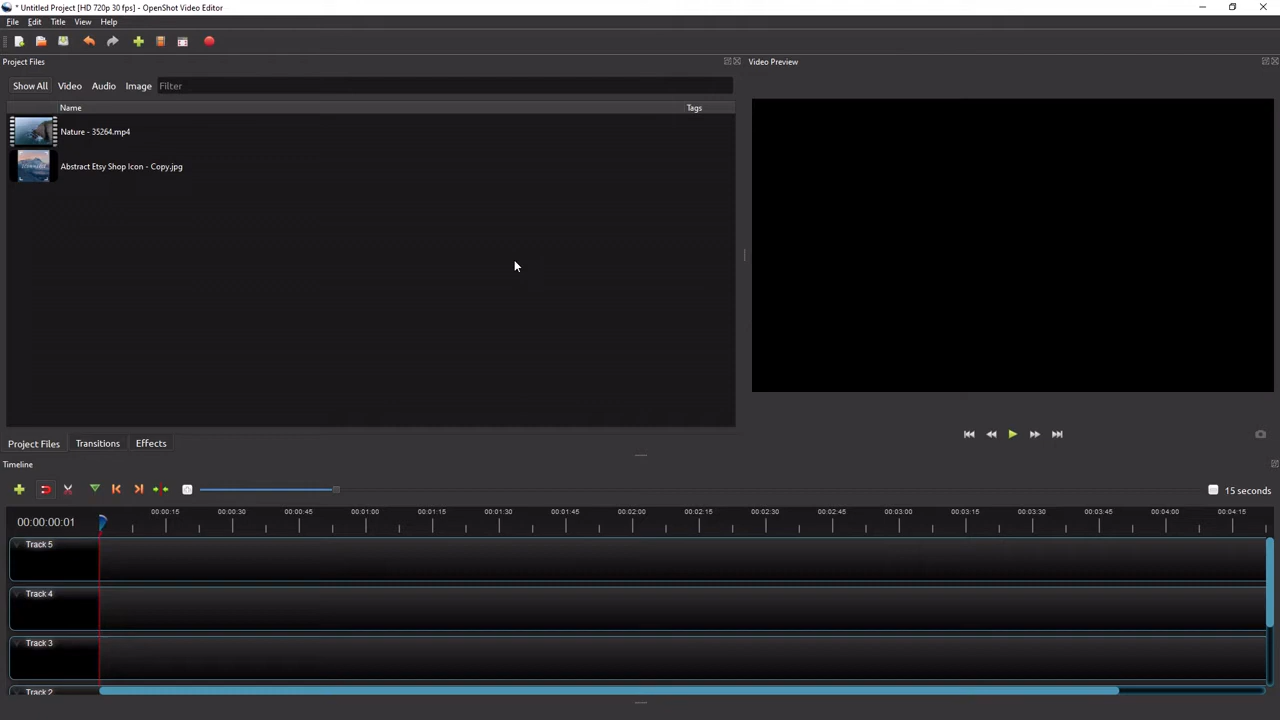 * Untitled Project [HD 720p 30 fps] - OpenShot Video Editor
File Edit Title View Help
Project Files
Video Preview
Show All Video Audio Image Filter
Name Tags
Nature - 35264.mp4
Abstract Etsy Shop Icon - Copy.jpg
Project Files Transitions Effects
Timeline
15 seconds
00:00:00:01
00:00:15 00:00:30 00:00:45 00:01:00 00:01:15 00:01:30 00:01:45 00:02:00 00:02:15 00:02:30 00:02:45 00:03:00 00:03:15 00:03:30 00:03:45 00:04:00 00:04:15
Track 5
Track 4
Track 3
Track 2